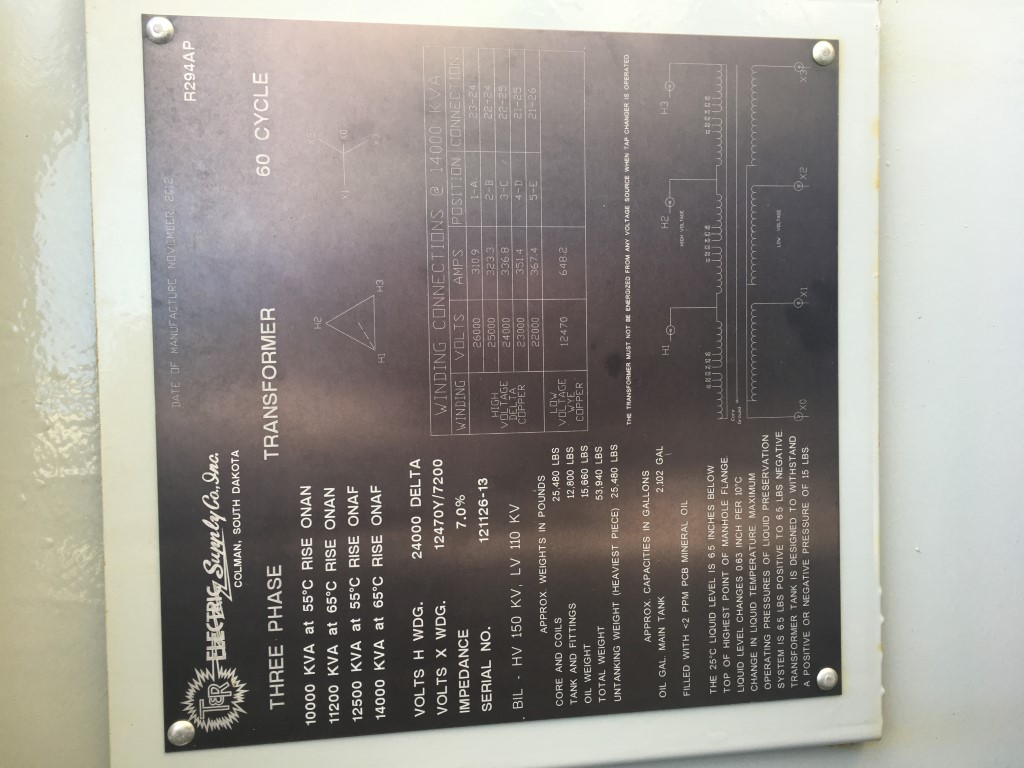 R294AP
T&R
ELECTRIC Supply Co., Inc.
COLMAN, SOUTH DAKOTA
DATE OF MANUFACTURE NOVEMBER 2012
THREE PHASE TRANSFORMER 60 CYCLE
10000 KVA at 55°C RISE ONAN
11200 KVA at 65°C RISE ONAN
12500 KVA at 55°C RISE ONAF
14000 KVA at 65°C RISE ONAF
H2
H1 H3
X0
X1
VOLTS H WDG. 24000 DELTA
VOLTS X WDG. 12470Y/7200
IMPEDANCE 7.0%
SERIAL NO. 121126-13
BIL - HV 150 KV, LV 110 KV
APPROX WEIGHTS IN POUNDS
CORE AND COILS 25,480 LBS
TANK AND FITTINGS 12,800 LBS
OIL WEIGHT 15,660 LBS
TOTAL WEIGHT 53,940 LBS
UNTANKING WEIGHT (HEAVIEST PIECE) 25,480 LBS
APPROX CAPACITIES IN GALLONS
OIL GAL. MAIN TANK 2,102 GAL
FILLED WITH <2 PPM PCB MINERAL OIL
THE 25°C LIQUID LEVEL IS 6.5 INCHES BELOW
TOP OF HIGHEST POINT OF MANHOLE FLANGE
LIQUID LEVEL CHANGES 0.63 INCH PER 10°C
CHANGE IN LIQUID TEMPERATURE. MAXIMUM
OPERATING PRESSURES OF LIQUID PRESERVATION
SYSTEM IS 6.5 LBS POSITIVE TO 6.5 LBS NEGATIVE
TRANSFORMER TANK IS DESIGNED TO WITHSTAND
A POSITIVE OR NEGATIVE PRESSURE OF 15 LBS
WINDING CONNECTIONS @ 14000 KVA
WINDING VOLTS AMPS POSITION CONNECTION
HIGH VOLTAGE DELTA COPPER
26000 310.9 1-A 23-24
25000 323.3 2-B 22-24
24000 336.8 3-C 22-25
23000 351.4 4-D 21-25
22000 367.4 5-E 21-26
LOW VOLTAGE WYE COPPER 12470 648.2
THE TRANSFORMER MUST NOT BE ENERGIZED FROM ANY VOLTAGE SOURCE WHEN TAP CHANGER IS OPERATED
H1 H2 H3
HIGH VOLTAGE
LOW VOLTAGE
X0 X1 X2 X3